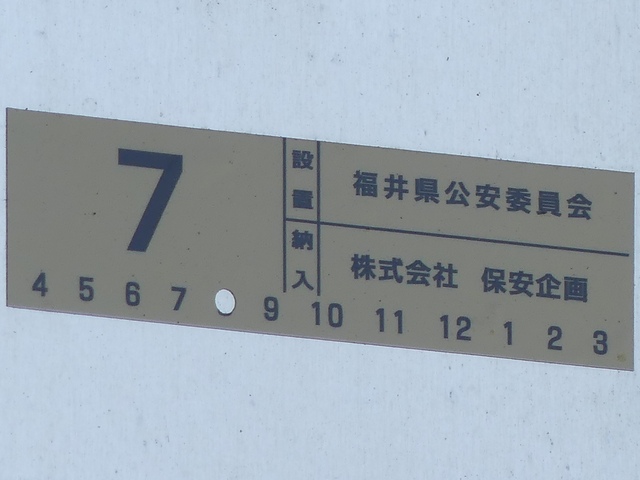 7
設置 福井県公安委員会
納入 株式会社 保安企画
4 5 6 7 9 10 11 12 1 2 3